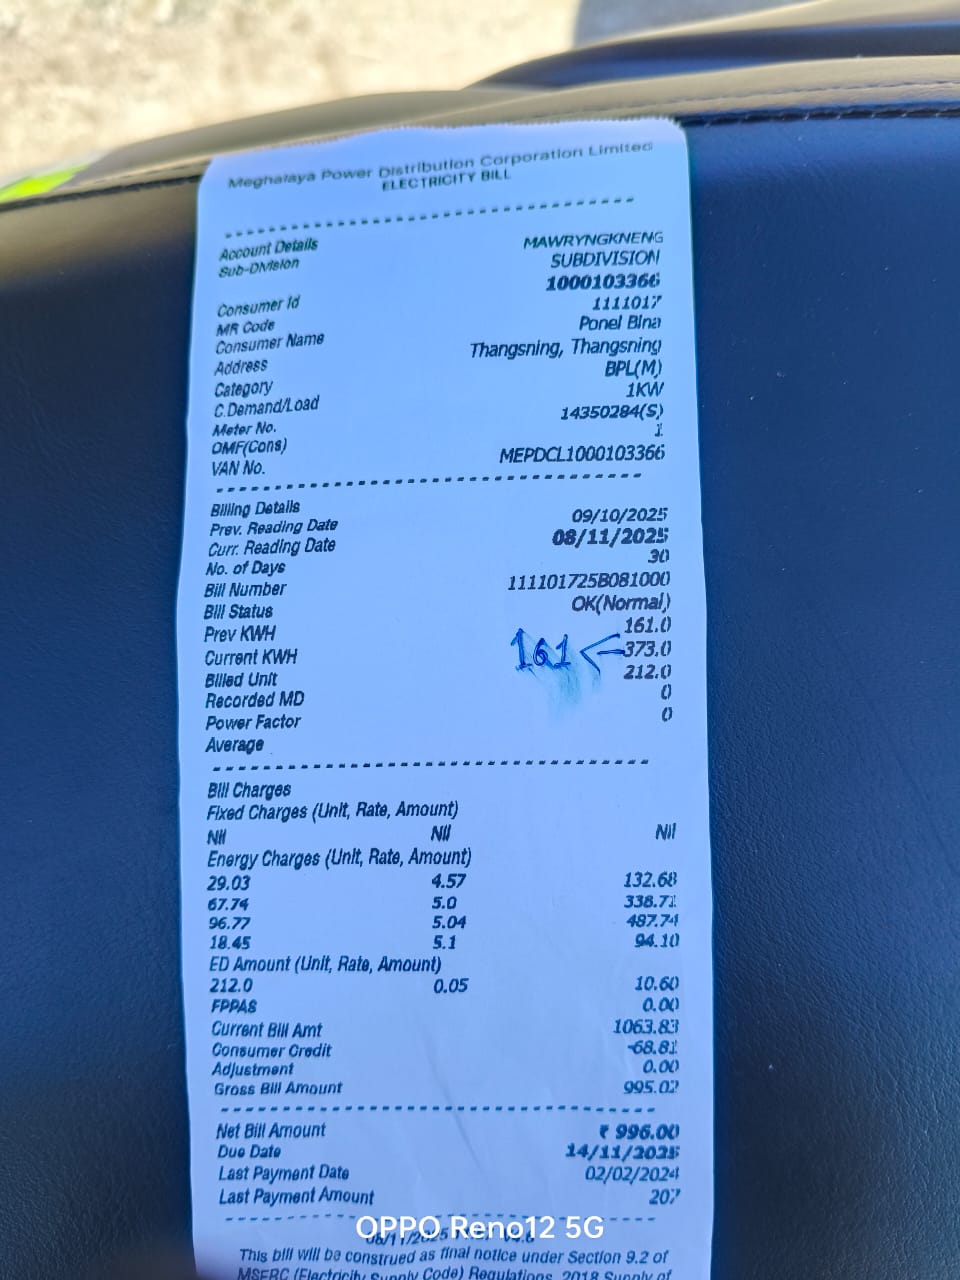 Meghalaya Power Distribution Corporation Limited
ELECTRICITY BILL
Account Details
Sub-Division MAWRYNGKNENG
SUBDIVISION
Consumer Id 1000103366
MR Code 1111017
Consumer Name Ponel Bina
Address Thangsning, Thangsning
Category BPL(M)
C.Demand/Load 1KW
Meter No. 14350284(S)
OMF(Cons) 1
VAN No. MEPDCL1000103366
Billing Details
Prev. Reading Date 09/10/2025
Curr. Reading Date 08/11/2025
No. of Days 30
Bill Number 111101725B081000
Bill Status OK(Normal)
Prev KWH 161.0
Current KWH 373.0
161
Billed Unit 212.0
Recorded MD 0
Power Factor 0
Average
Bill Charges
Fixed Charges (Unit, Rate, Amount)
Nil Nil Nil
Energy Charges (Unit, Rate, Amount)
29.03 4.57 132.68
67.74 5.0 338.71
96.77 5.04 487.74
18.45 5.1 94.10
ED Amount (Unit, Rate, Amount)
212.0 0.05 10.60
FPPAS 0.00
Current Bill Amt 1063.83
Consumer Credit -68.81
Adjustment 0.00
Gross Bill Amount 995.02
Net Bill Amount ₹ 996.00
Due Date 14/11/2025
Last Payment Date 02/02/2024
Last Payment Amount 207
OPPO Reno12 5G
This bill will be construed as final notice under Section 9.2 of
MSERC (Electricity Supply Code) Regulations, 2018 Supply of